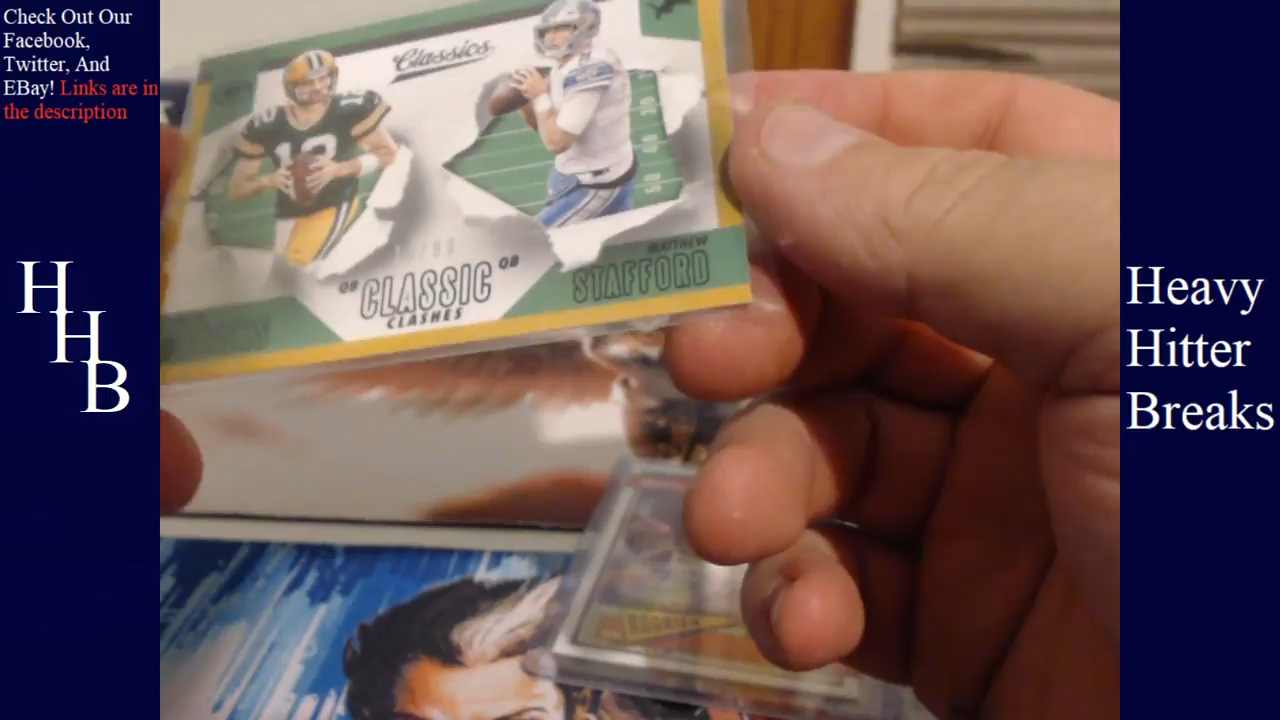 Check Out Our
Facebook,
Twitter, And
EBay! Links are in
the description
H
H
B
Heavy
Hitter
Breaks
Classics
12
QB CLASSIC QB
CLASHES
MATTHEW
STAFFORD